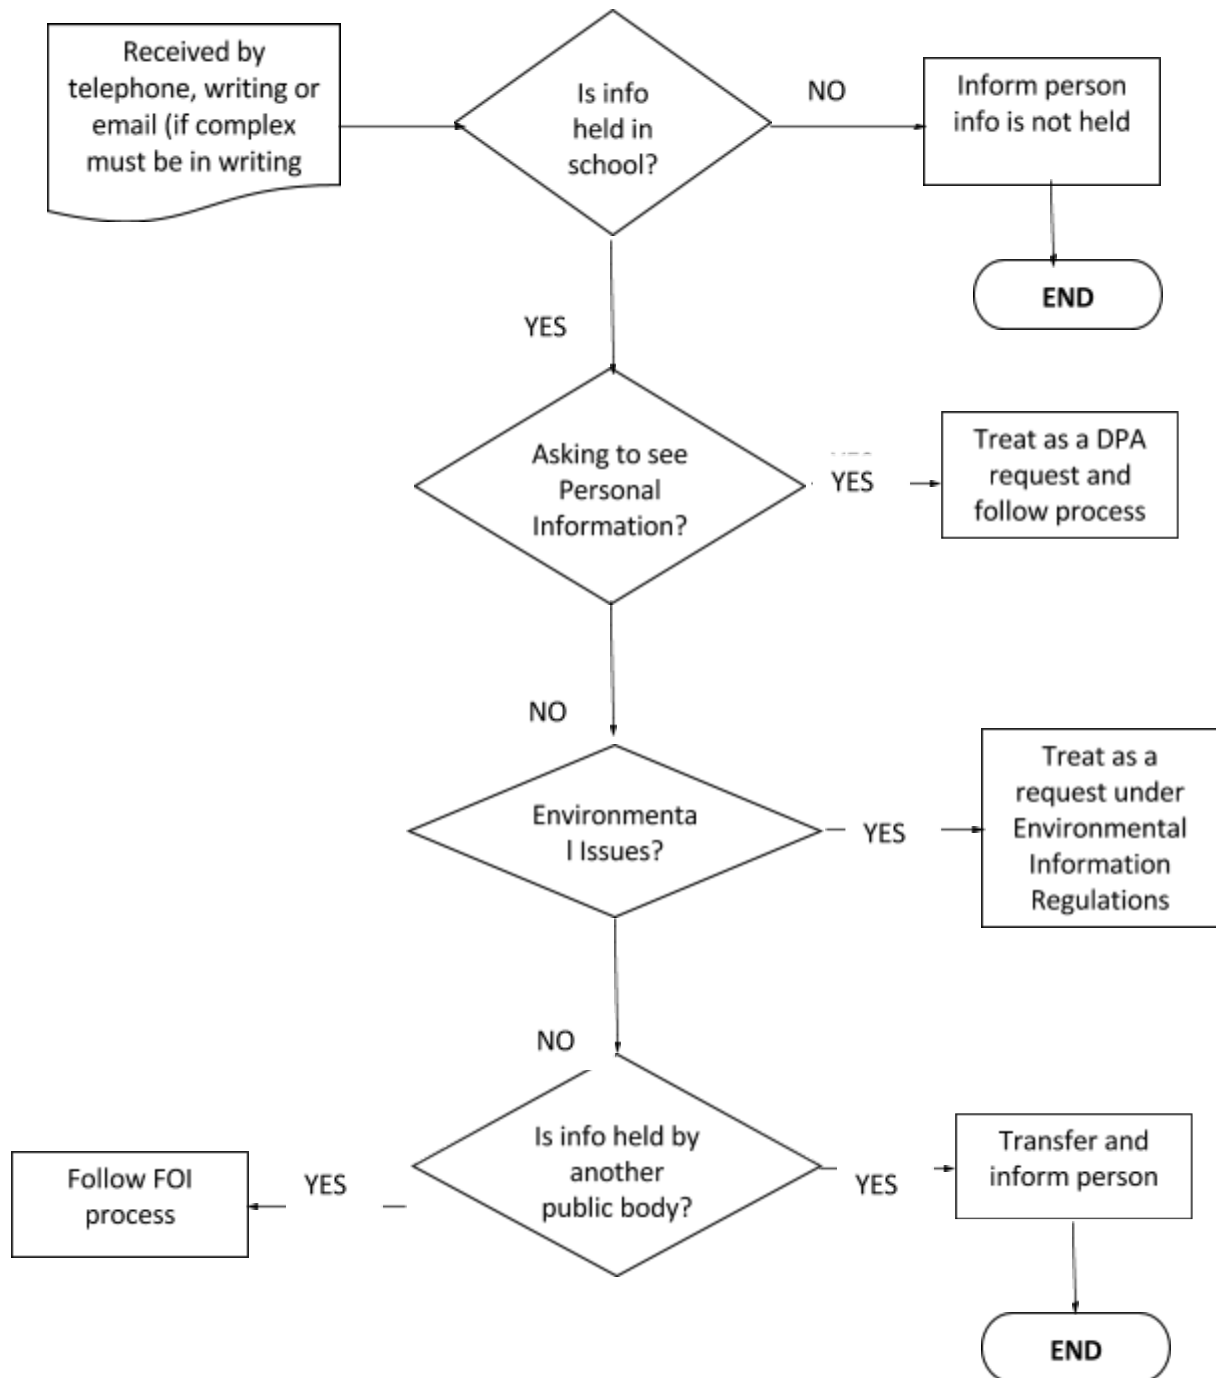 Received by
telephone, writing or
email (if complex
must be in writing
Is info
held in
school?
NO
Inform person
info is not held
END
YES
Asking to see
Personal
Information?
YES
Treat as a DPA
request and
follow process
NO
Environmenta
l Issues?
YES
Treat as a
request under
Environmental
Information
Regulations
NO
Is info held by
another
public body?
YES
Transfer and
inform person
YES
Follow FOI
process
END